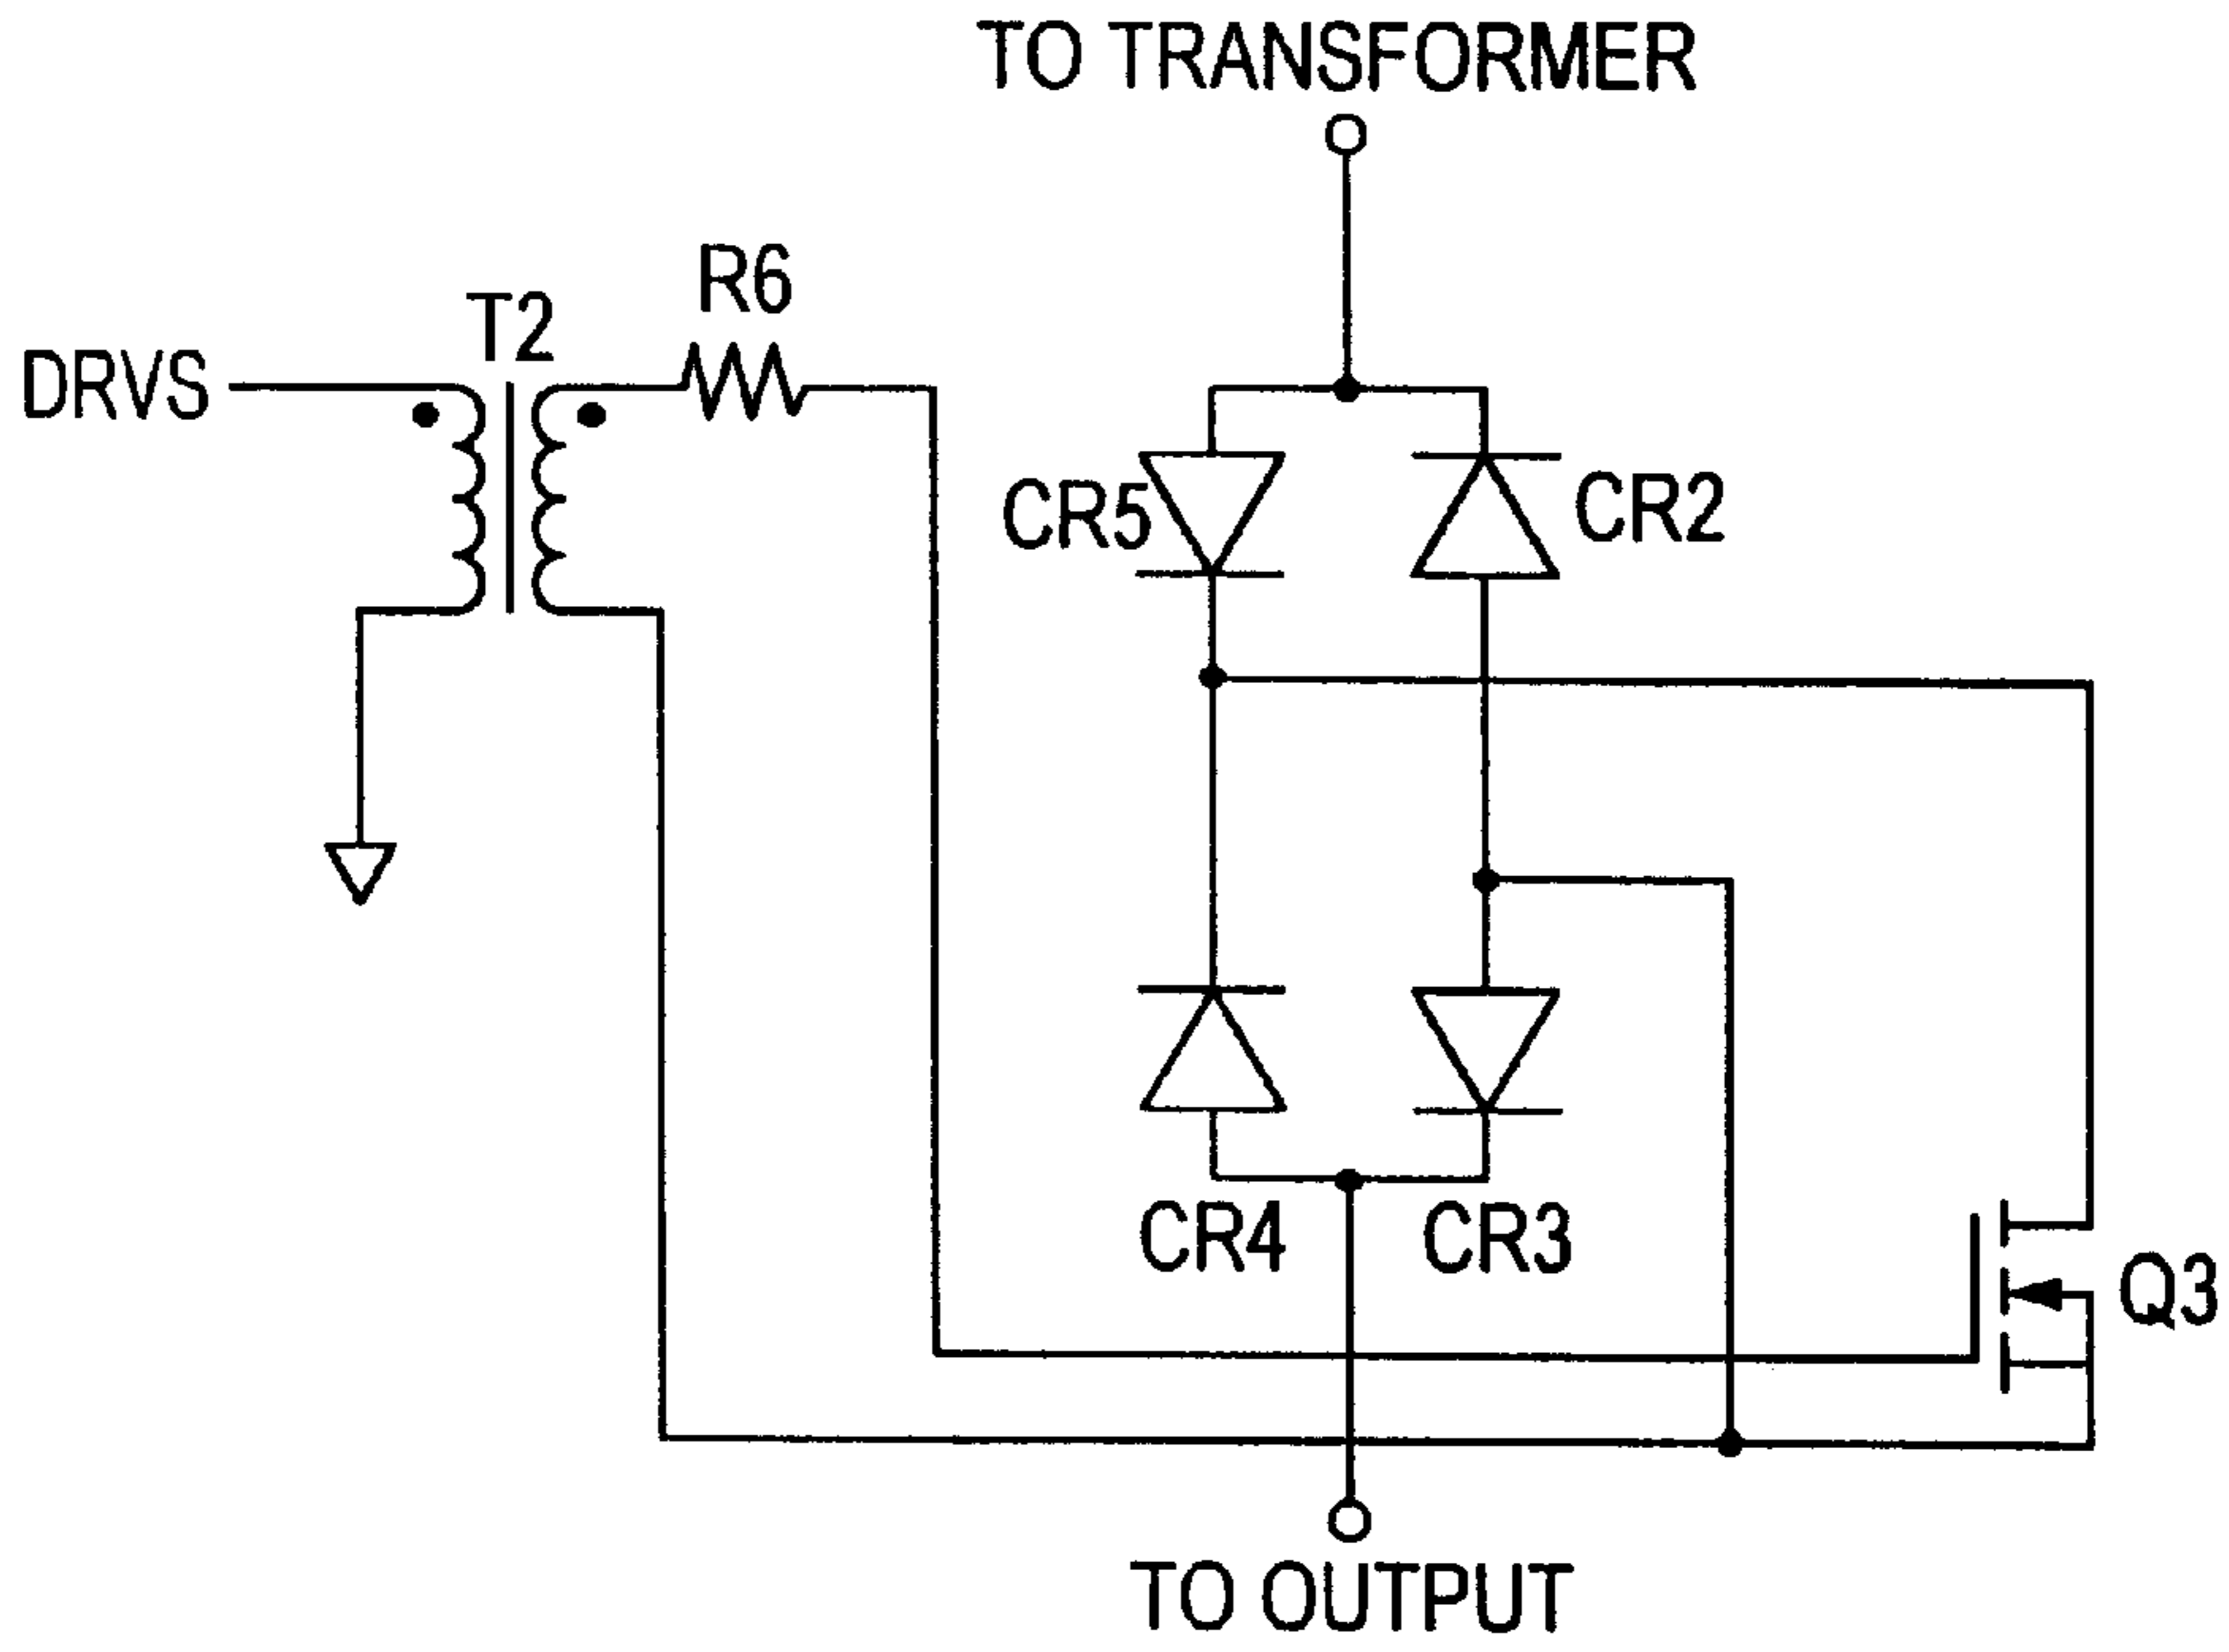 TO TRANSFORMER
R6
T2
DRVS
CR5
CR2
CR4
CR3
Q3
TO OUTPUT